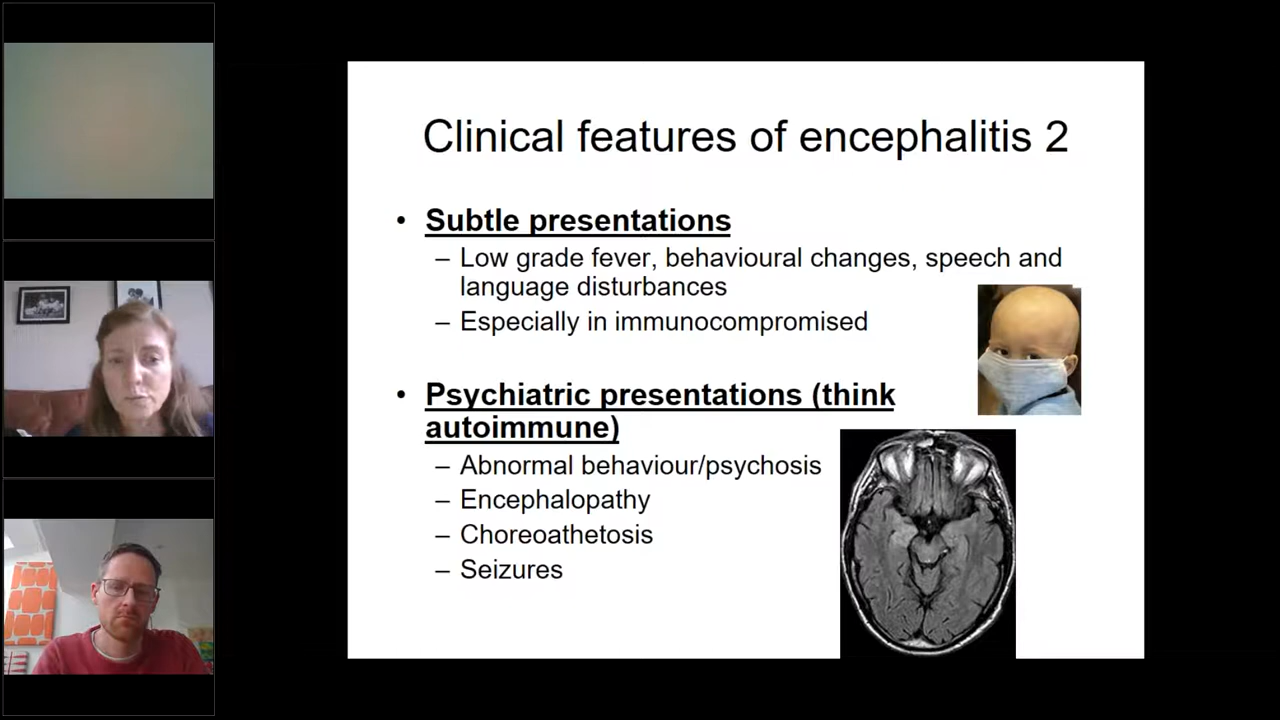 Clinical features of encephalitis 2
• Subtle presentations
– Low grade fever, behavioural changes, speech and
language disturbances
– Especially in immunocompromised
• Psychiatric presentations (think
autoimmune)
– Abnormal behaviour/psychosis
– Encephalopathy
– Choreoathetosis
– Seizures